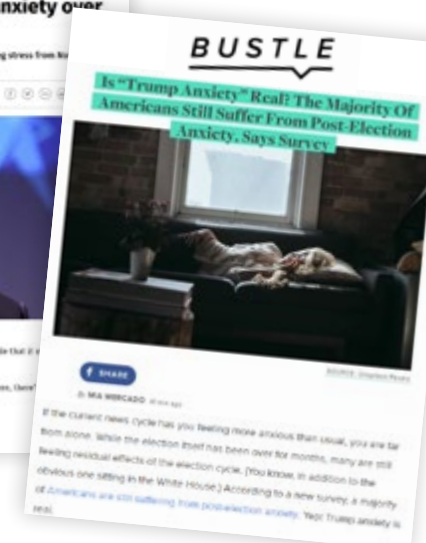 nxiety over
g stress from
BUSTLE
Is “Trump Anxiety” Real? The Majority Of
Americans Still Suffer From Post-Election
Anxiety, Says Survey
SHARE
By MIA MERCADO
If the current news cycle has you feeling more anxious than usual, you are far
from alone. While the election itself has been over for months, many are still
feeling residual effects of the election cycle. (You know, in addition to the
obvious one sitting in the White House.) According to a new survey, a majority
of Americans are still suffering from post-election anxiety. Yep: Trump anxiety is
real.